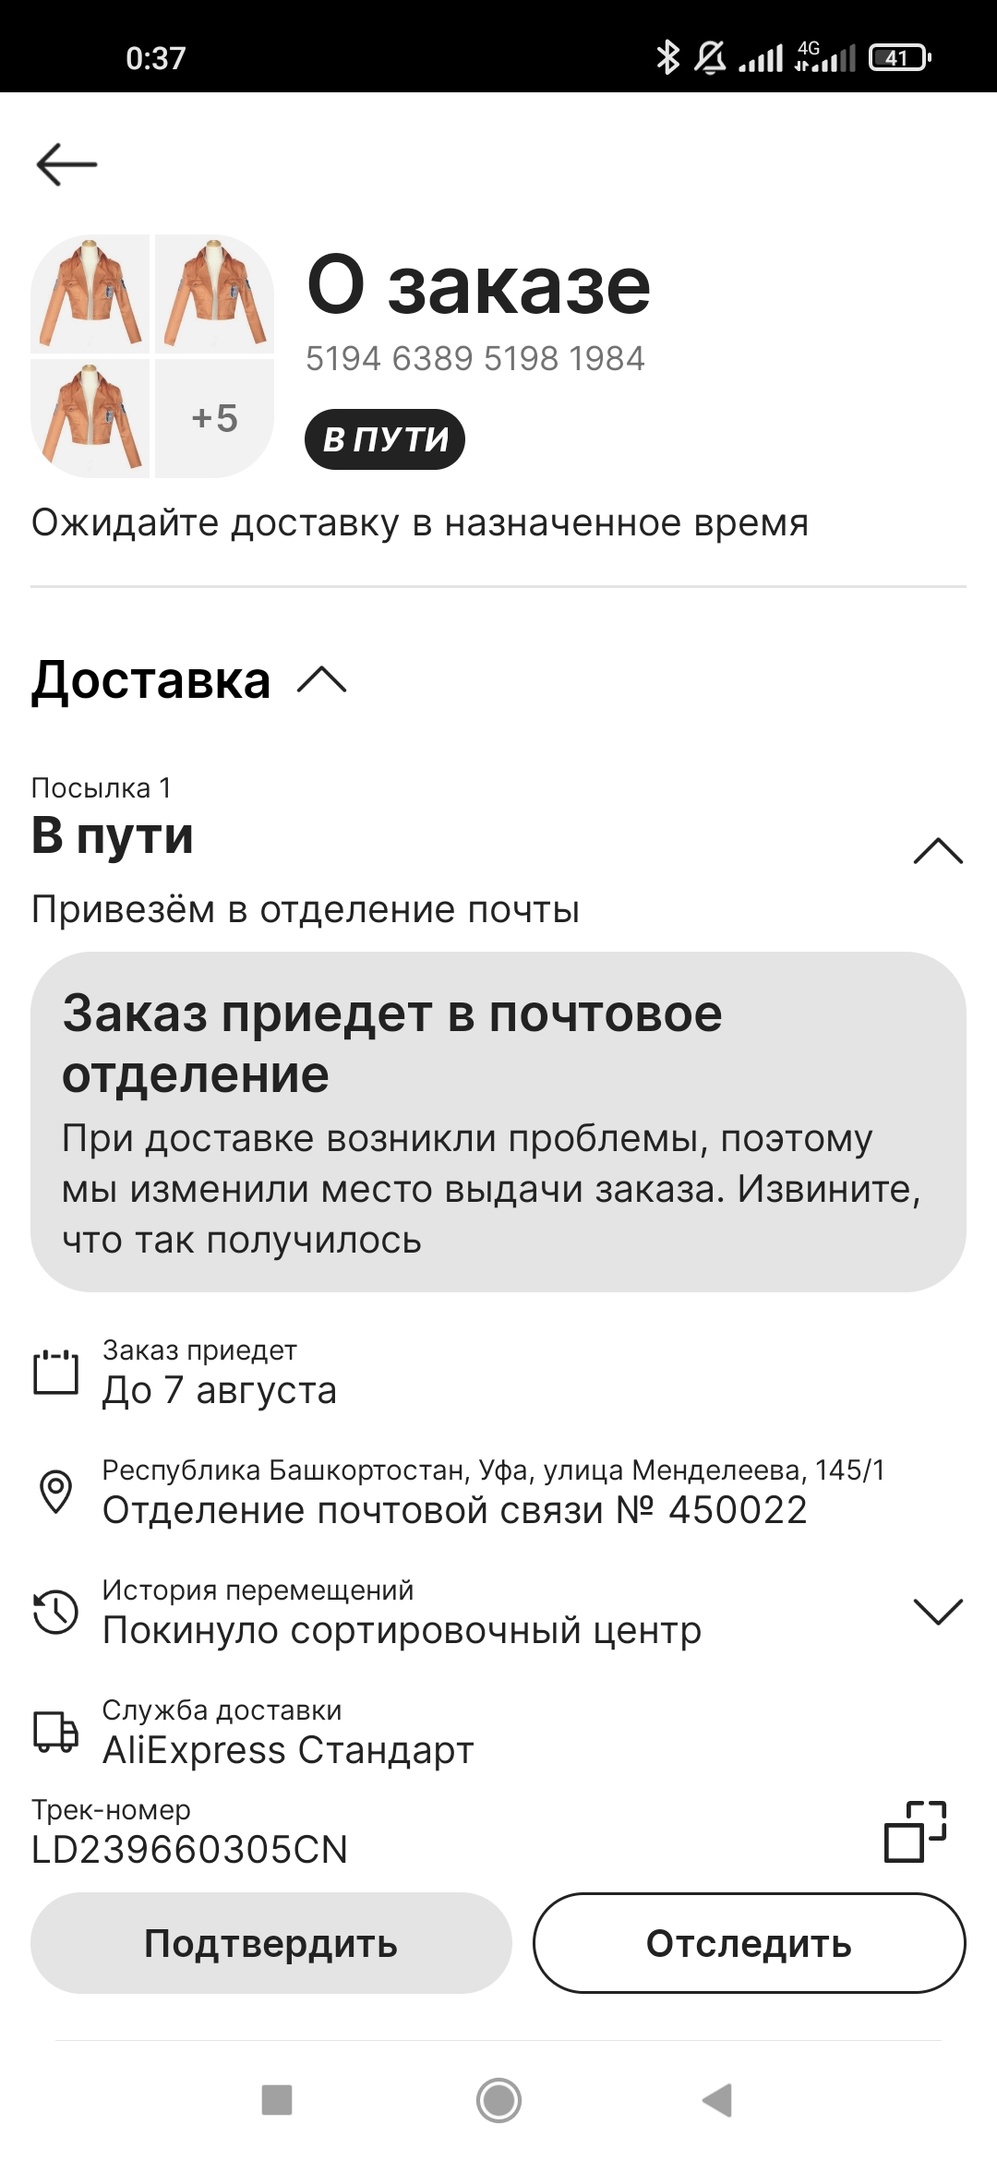 0:37
4G
41
О заказе
5194 6389 5198 1984
+5
В ПУТИ
Ожидайте доставку в назначенное время
Доставка
Посылка 1
В пути
Привезём в отделение почты
Заказ приедет в почтовое
отделение
При доставке возникли проблемы, поэтому
мы изменили место выдачи заказа. Извините,
что так получилось
Заказ приедет
До 7 августа
Республика Башкортостан, Уфа, улица Менделеева, 145/1
Отделение почтовой связи № 450022
История перемещений
Покинуло сортировочный центр
Служба доставки
AliExpress Стандарт
Трек-номер
LD239660305CN
Подтвердить
Отследить